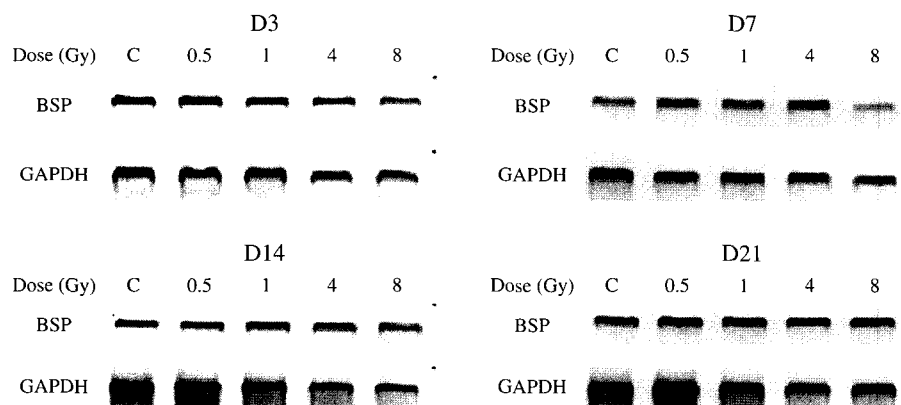 D3
Dose (Gy) C 0.5 1 4 8
BSP
GAPDH
D7
Dose (Gy) C 0.5 1 4 8
BSP
GAPDH
D14
Dose (Gy) C 0.5 1 4 8
BSP
GAPDH
D21
Dose (Gy) C 0.5 1 4 8
BSP
GAPDH